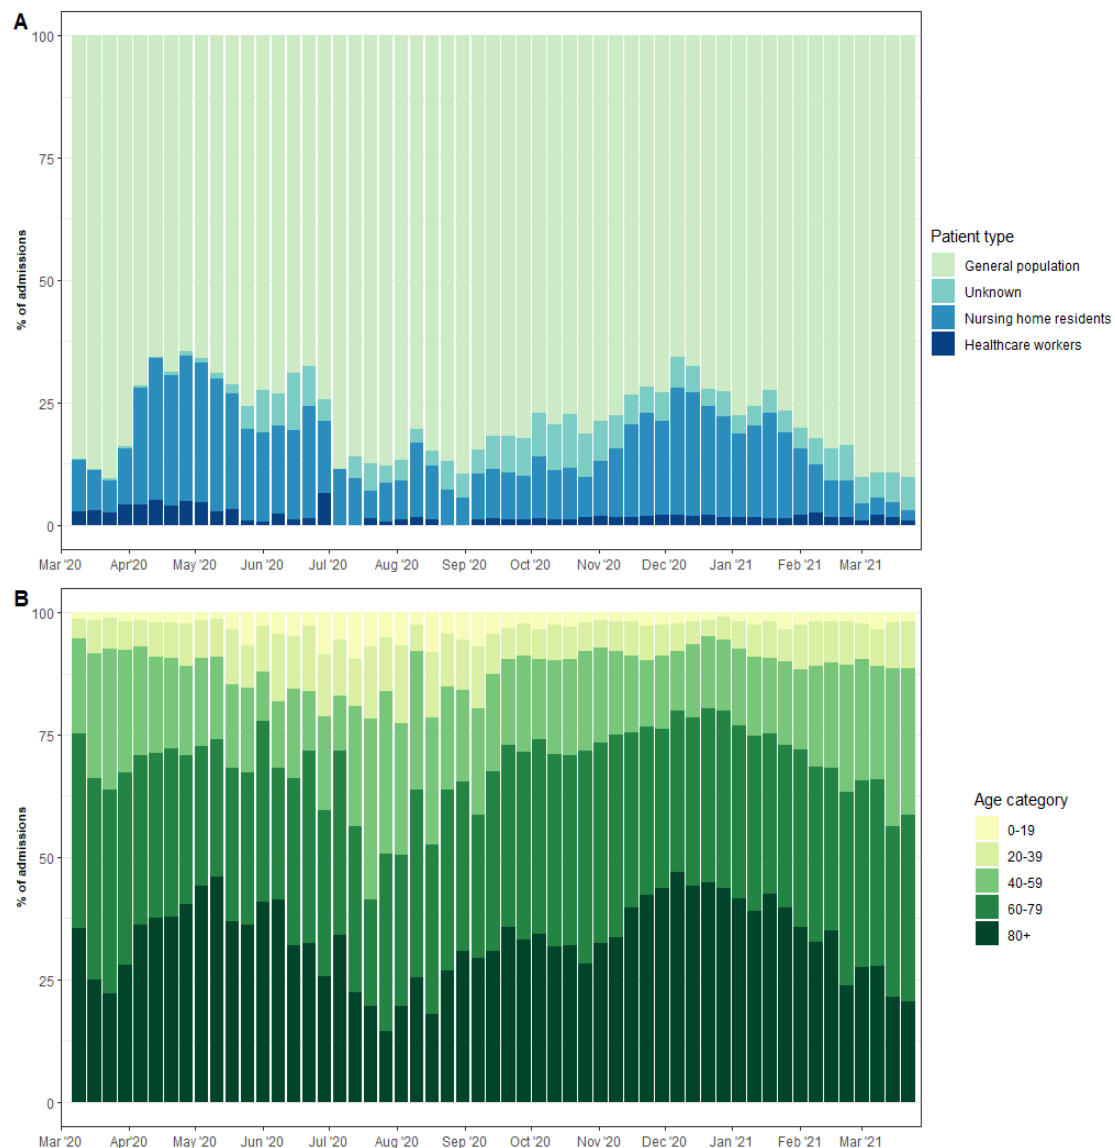 A
% of admissions
100
75
50
25
0
Mar '20 Apr'20 May '20 Jun '20 Jul '20 Aug '20 Sep '20 Oct '20 Nov '20 Dec '20 Jan '21 Feb '21 Mar'21
Patient type
General population
Unknown
Nursing home residents
Healthcare workers
B
% of admissions
100
75
50
25
0
Mar '20 Apr'20 May '20 Jun '20 Jul '20 Aug '20 Sep '20 Oct '20 Nov '20 Dec '20 Jan '21 Feb '21 Mar'21
Age category
0-19
20-39
40-59
60-79
80+